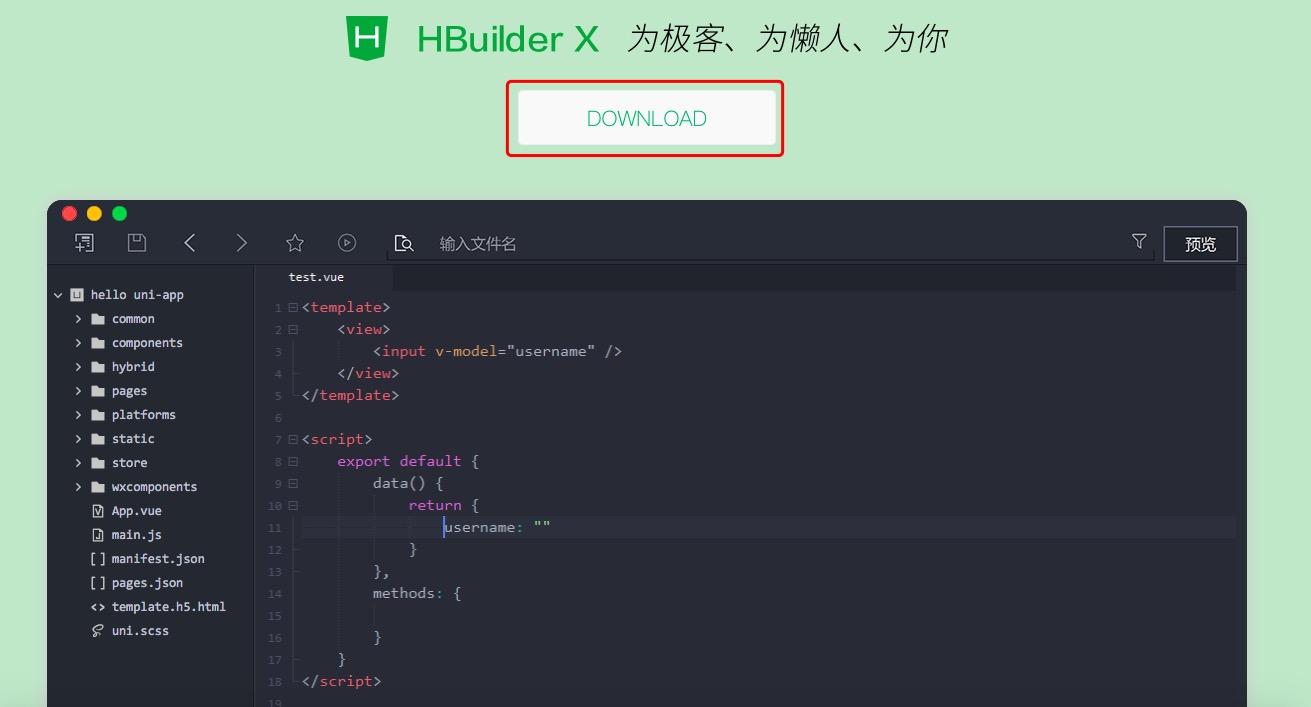 H HBuilder X 为极客、为懒人、为你
DOWNLOAD
输入文件名 预览
hello uni-app
common
components
hybrid
pages
platforms
static
store
wxcomponents
App.vue
main.js
manifest.json
pages.json
template.h5.html
uni.scss
test.vue
1 <template>
2 <view>
3 <input v-model="username" />
4 </view>
5 </template>
6
7 <script>
8 export default {
9 data() {
10 return {
11 username: ""
12 }
13 },
14 methods: {
15
16 }
17 }
18 </script>
19